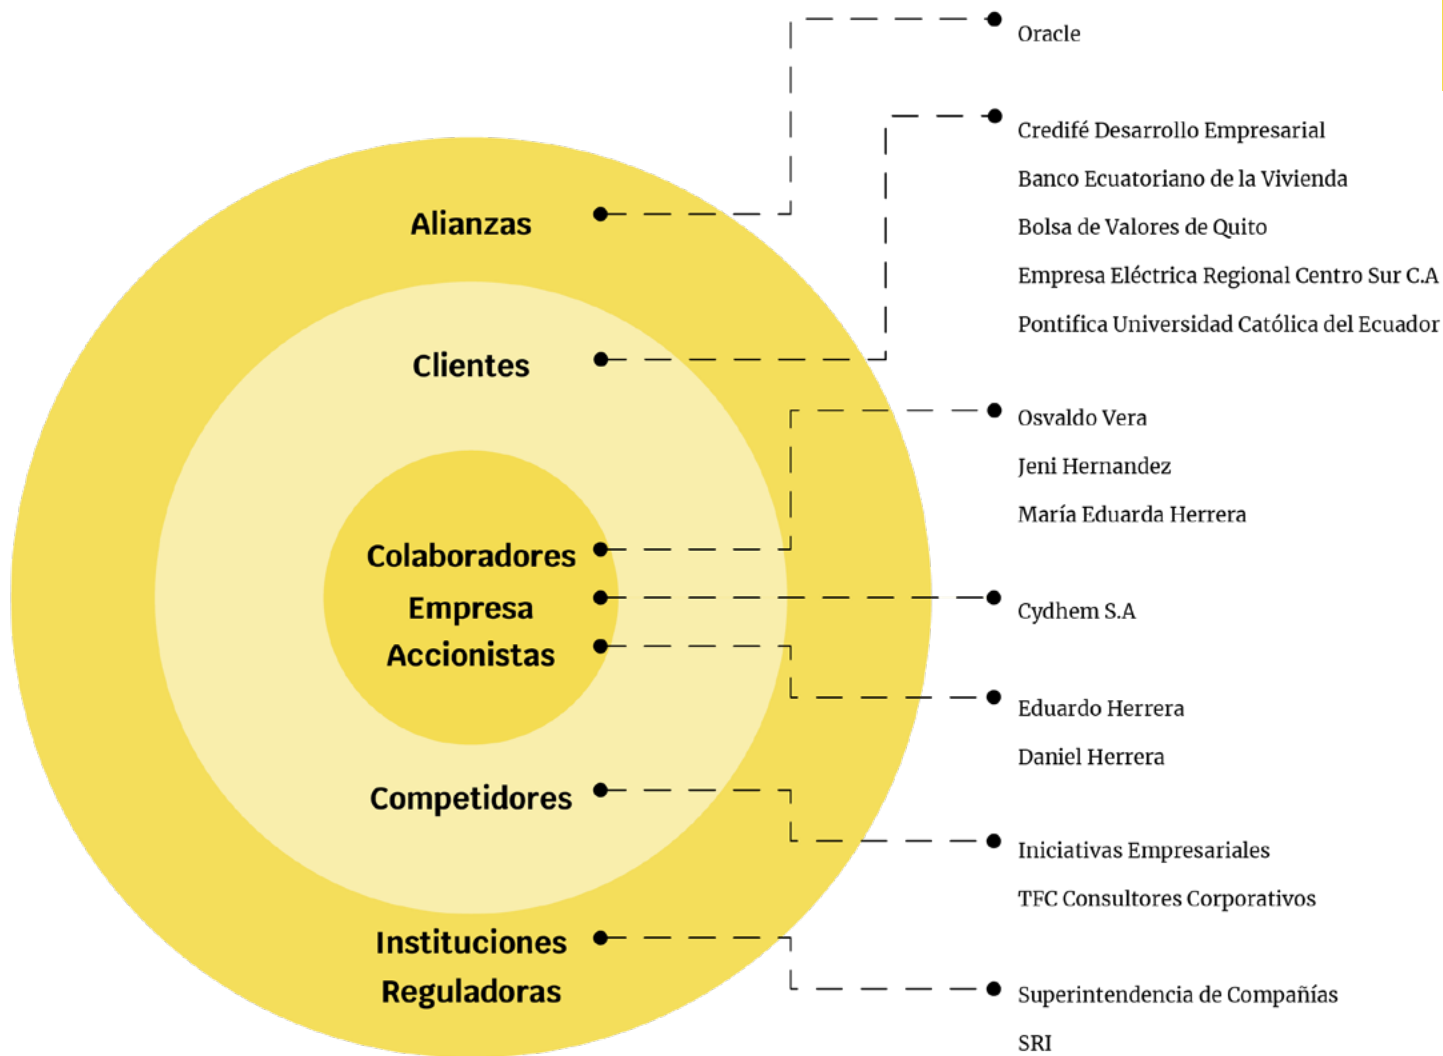 Oracle
Credifé Desarrollo Empresarial
Banco Ecuatoriano de la Vivienda
Alianzas
Bolsa de Valores de Quito
Empresa Eléctrica Regional Centro Sur C.A
Pontifica Universidad Católica del Ecuador
Clientes
Osvaldo Vera
Jeni Hernandez
María Eduarda Herrera
Colaboradores
Empresa
Cydhem S.A
Accionistas
Eduardo Herrera
Daniel Herrera
Competidores
Iniciativas Empresariales
TFC Consultores Corporativos
Instituciones
Reguladoras
Superintendencia de Compañías
SRI